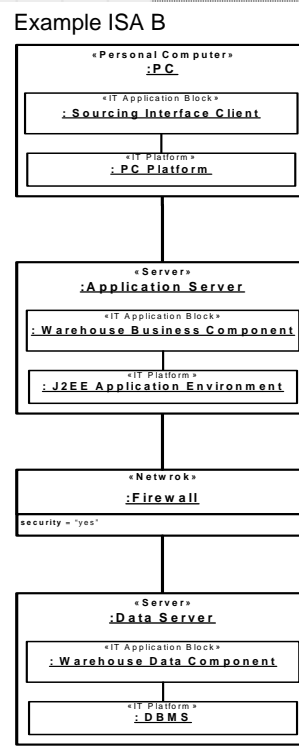 Example ISA B
«Personal Computer»
:PC
«IT Application Block»
: Sourcing Interface Client
«IT Platform»
: PC Platform
«Server»
:Application Server
«IT Application Block»
: Warehouse Business Component
«IT Platform»
: J2EE Application Environment
«Netwrok»
:Firewall
security = "yes"
«Server»
:Data Server
«IT Application Block»
: Warehouse Data Component
«IT Platform»
: DBMS